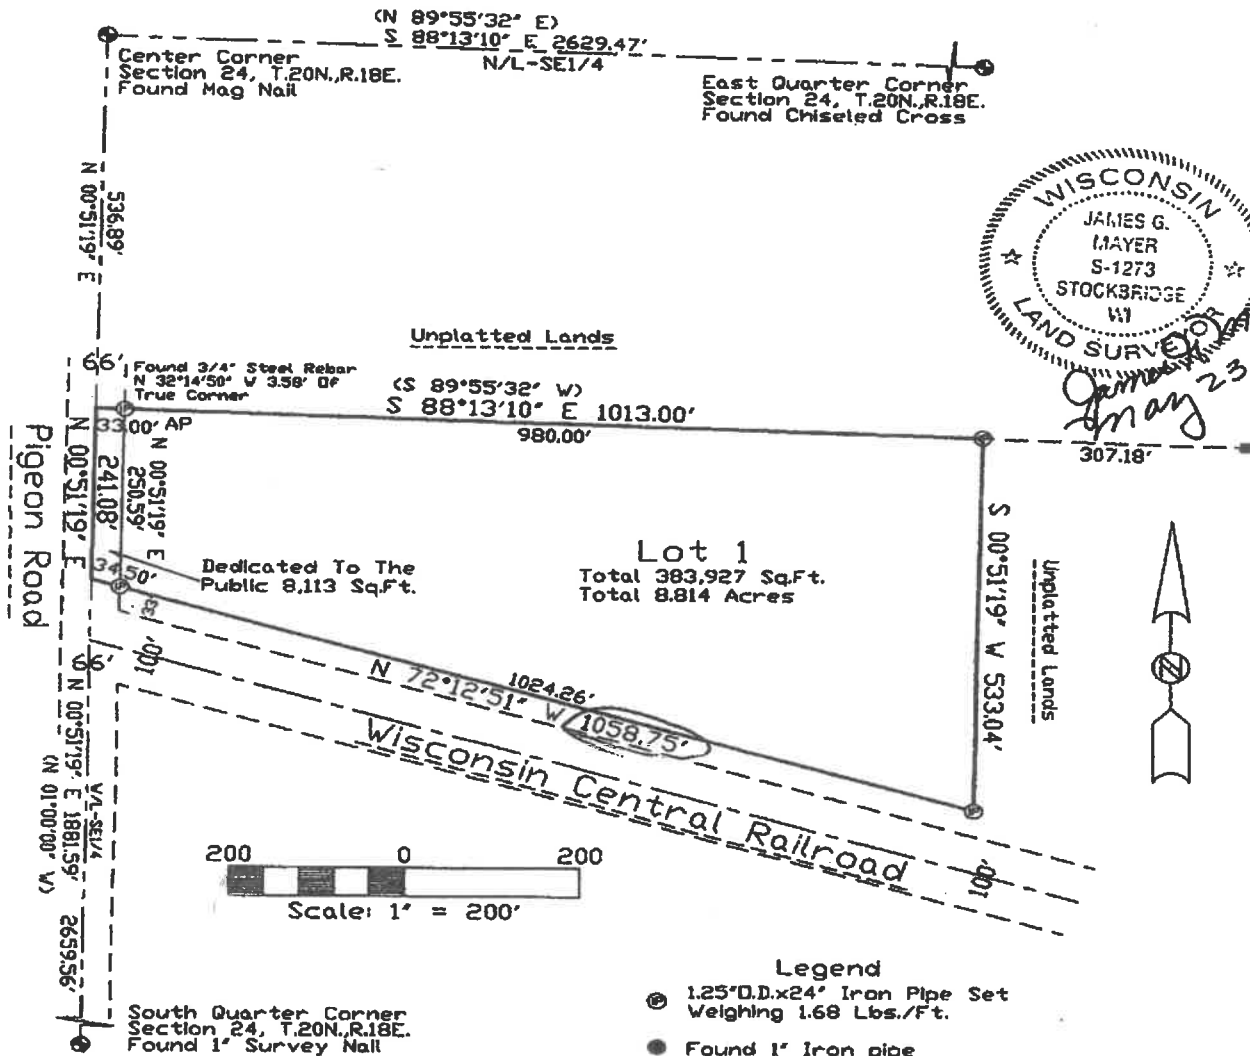 (N 89°55'32" E)
S 88°13'10" E 2629.47'
N/L-SE1/4
Center Corner
Section 24, T.20N.,R.18E.
Found Mag Nail
East Quarter Corner
Section 24, T.20N.,R.18E.
Found Chiseled Cross
536.89'
N 00°51'19" E
WISCONSIN
JAMES G.
MAYER
S-1273
STOCKBRIDGE
WI
LAND SURVEYOR
May 23
Unplatted Lands
66'
Found 3/4" Steel Rebar
N 32°14'50" W 3.58' Of
True Corner
(S 89°55'32" W)
S 88°13'10" E 1013.00'
980.00'
307.18'
33.00' AP
N 00°51'19" E
241.08'
250.59'
N 00°51'19" E
Pigeon Road
34.50'
33'
Dedicated To The
Public 8,113 Sq.Ft.
Lot 1
Total 383,927 Sq.Ft.
Total 8.814 Acres
S 00°51'19" W 533.04'
Unplatted Lands
66'
100'
1024.26'
N 72°12'51" W 1058.75'
Wisconsin Central Railroad
100'
W/L-SE1/4
N 00°51'19" E 1881.59' 2659.56'
(N 01°00'00" W)
200 0 200
Scale: 1" = 200'
South Quarter Corner
Section 24, T.20N.,R.18E.
Found 1" Survey Nail
Legend
IP 1.25"O.D.x24" Iron Pipe Set
Weighing 1.68 Lbs./Ft.
Found 1" Iron pipe